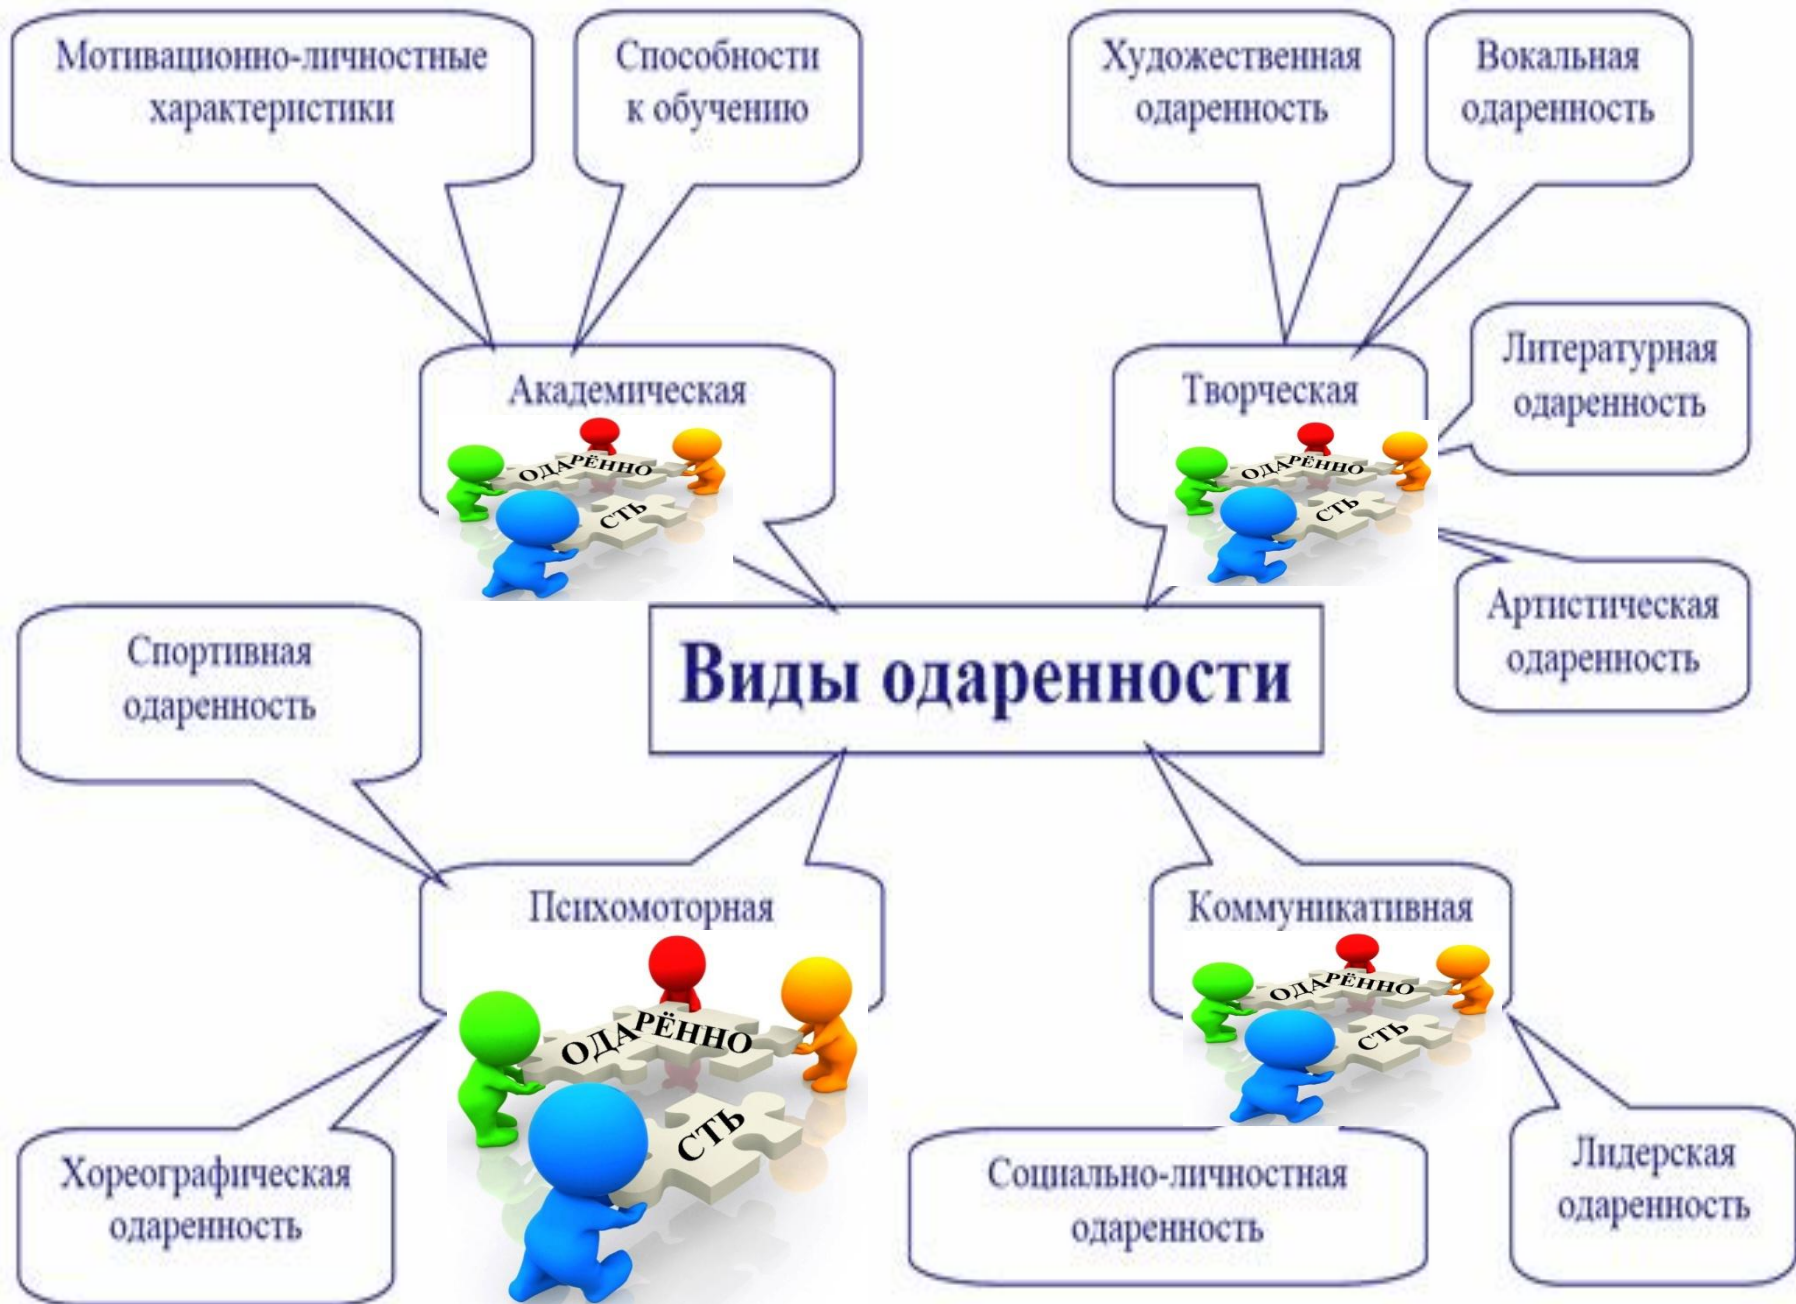 Мотивационно-личностные
характеристики
Способности
к обучению
Художественная
одаренность
Вокальная
одаренность
Литературная
одаренность
Академическая
ОДАРЁННО
СТЬ
Творческая
ОДАРЁННО
СТЬ
Артистическая
одаренность
Спортивная
одаренность
Виды одаренности
Психомоторная
ОДАРЁННО
СТЬ
Коммуникативная
ОДАРЁННО
СТЬ
Хореографическая
одаренность
Социально-личностная
одаренность
Лидерская
одаренность